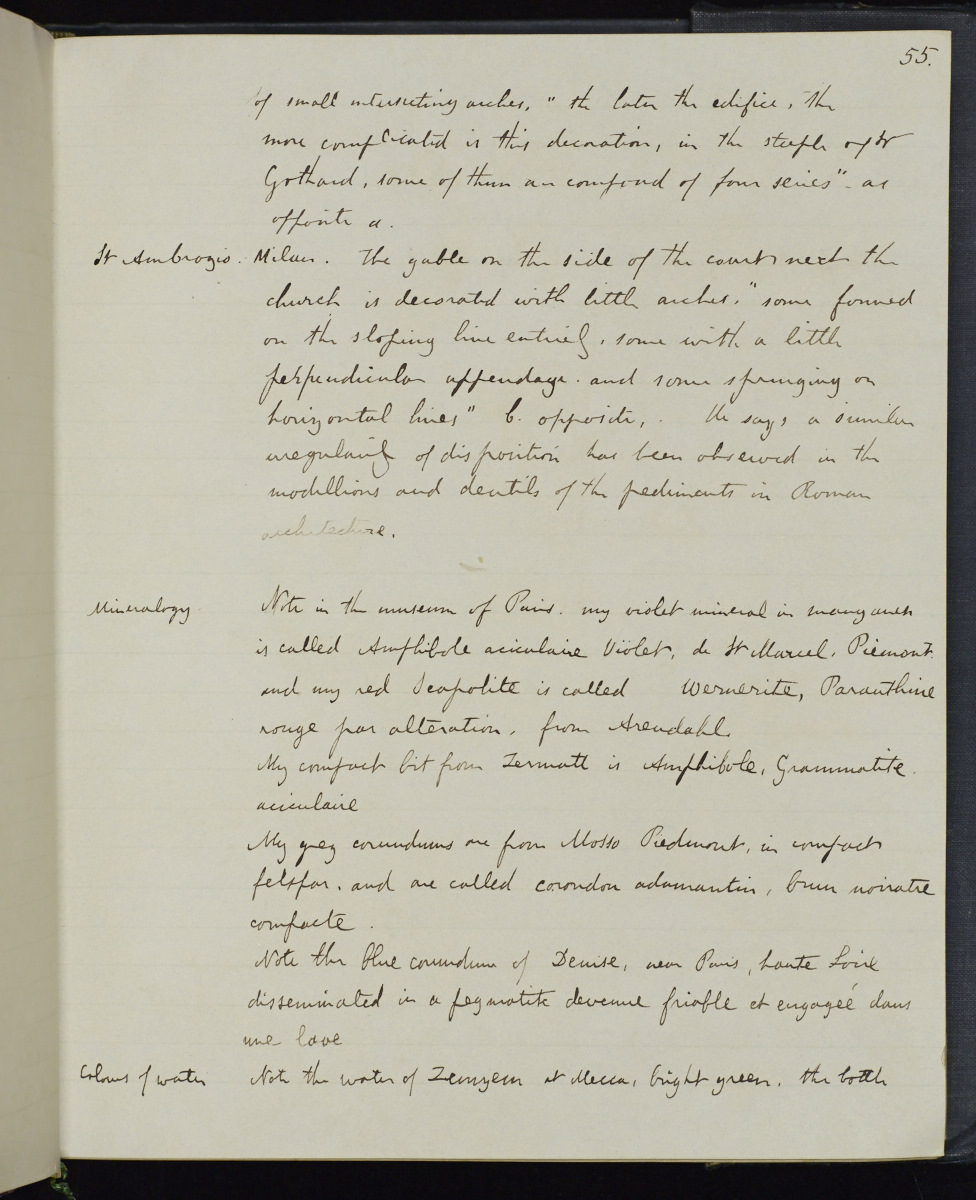 55.
of small intersecting arches. "the later the edifice, the
more complicated is this decoration, in the steeple of St
Gothard, some of them are compound of four series" - as
opposite a.
St Ambrogio. Milan. The gable on the side of the court next the
church is decorated with little arches. "some formed
on the sloping line entirely, some with a little
perpendicular appendage. and some springing on
horizontal lines" b. opposite,. He says a similar
irregularity of disposition has been observed in the
modillions and dentils of the pediments in Roman
architecture.
Mineralogy Note in the museum of Paris. my violet mineral in manganese
is called Amphibole aciculaire Violet, de St Marcel. Piemont.
and my red Scapolite is called Wernerite, Paranthine
rouge par alteration, from Arendahl.
My compact bit from Zermatt is Amphibole, Grammatite.
aciculaire
My grey corundums are from Mosso Piedmont, in compact
felspar. and are called corondon adamantin, brun noiratre
compacte.
Note the blue corundum of Denise, near Puis, haute Loire
disseminated in a pegmatite devenue friable et engageé dans
une lave
Colours of water Note the water of Zemzem at Mecca, bright green. the bottle